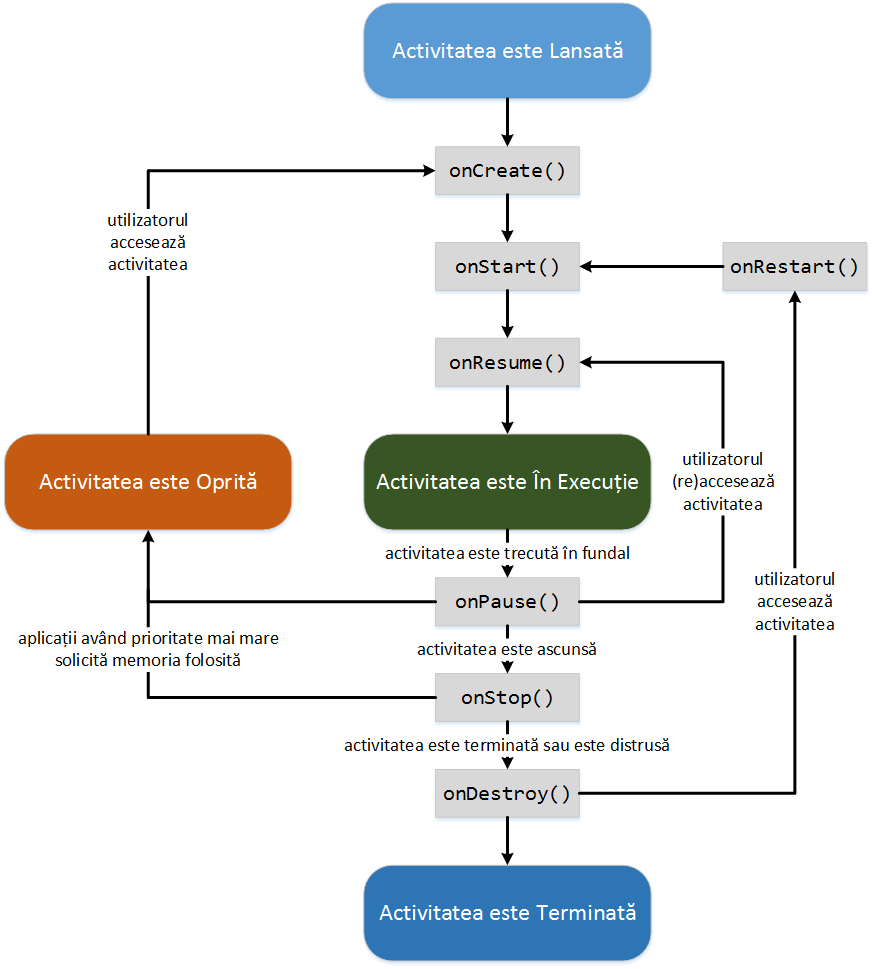 Activitatea este Lansată
onCreate()
utilizatorul
accesează
activitatea
onStart()
onRestart()
onResume()
Activitatea este Oprită
Activitatea este În Execuție
utilizatorul
(re)accesează
activitatea
activitatea este trecută în fundal
onPause()
utilizatorul
accesează
activitatea
aplicații având prioritate mai mare
solicită memoria folosită
activitatea este ascunsă
onStop()
activitatea este terminată sau este distrusă
onDestroy()
Activitatea este Terminată